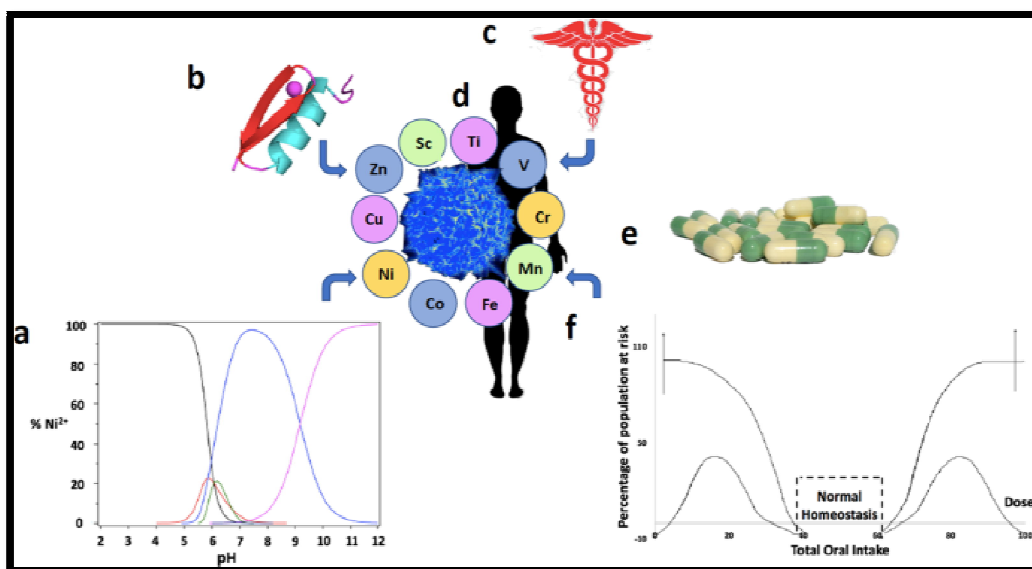 c
b
d
Sc
Ti
Zn
V
Cu
Cr
e
Ni
Mn
Co
Fe
a
f
100
80
60
40
20
0
% Ni²⁺
2 3 4 5 6 7 8 9 10 11 12
pH
Percentage of population at risk
110
50
-10
Normal
Homeostasis
Dose
0 20 40 60 80 100
Total Oral Intake